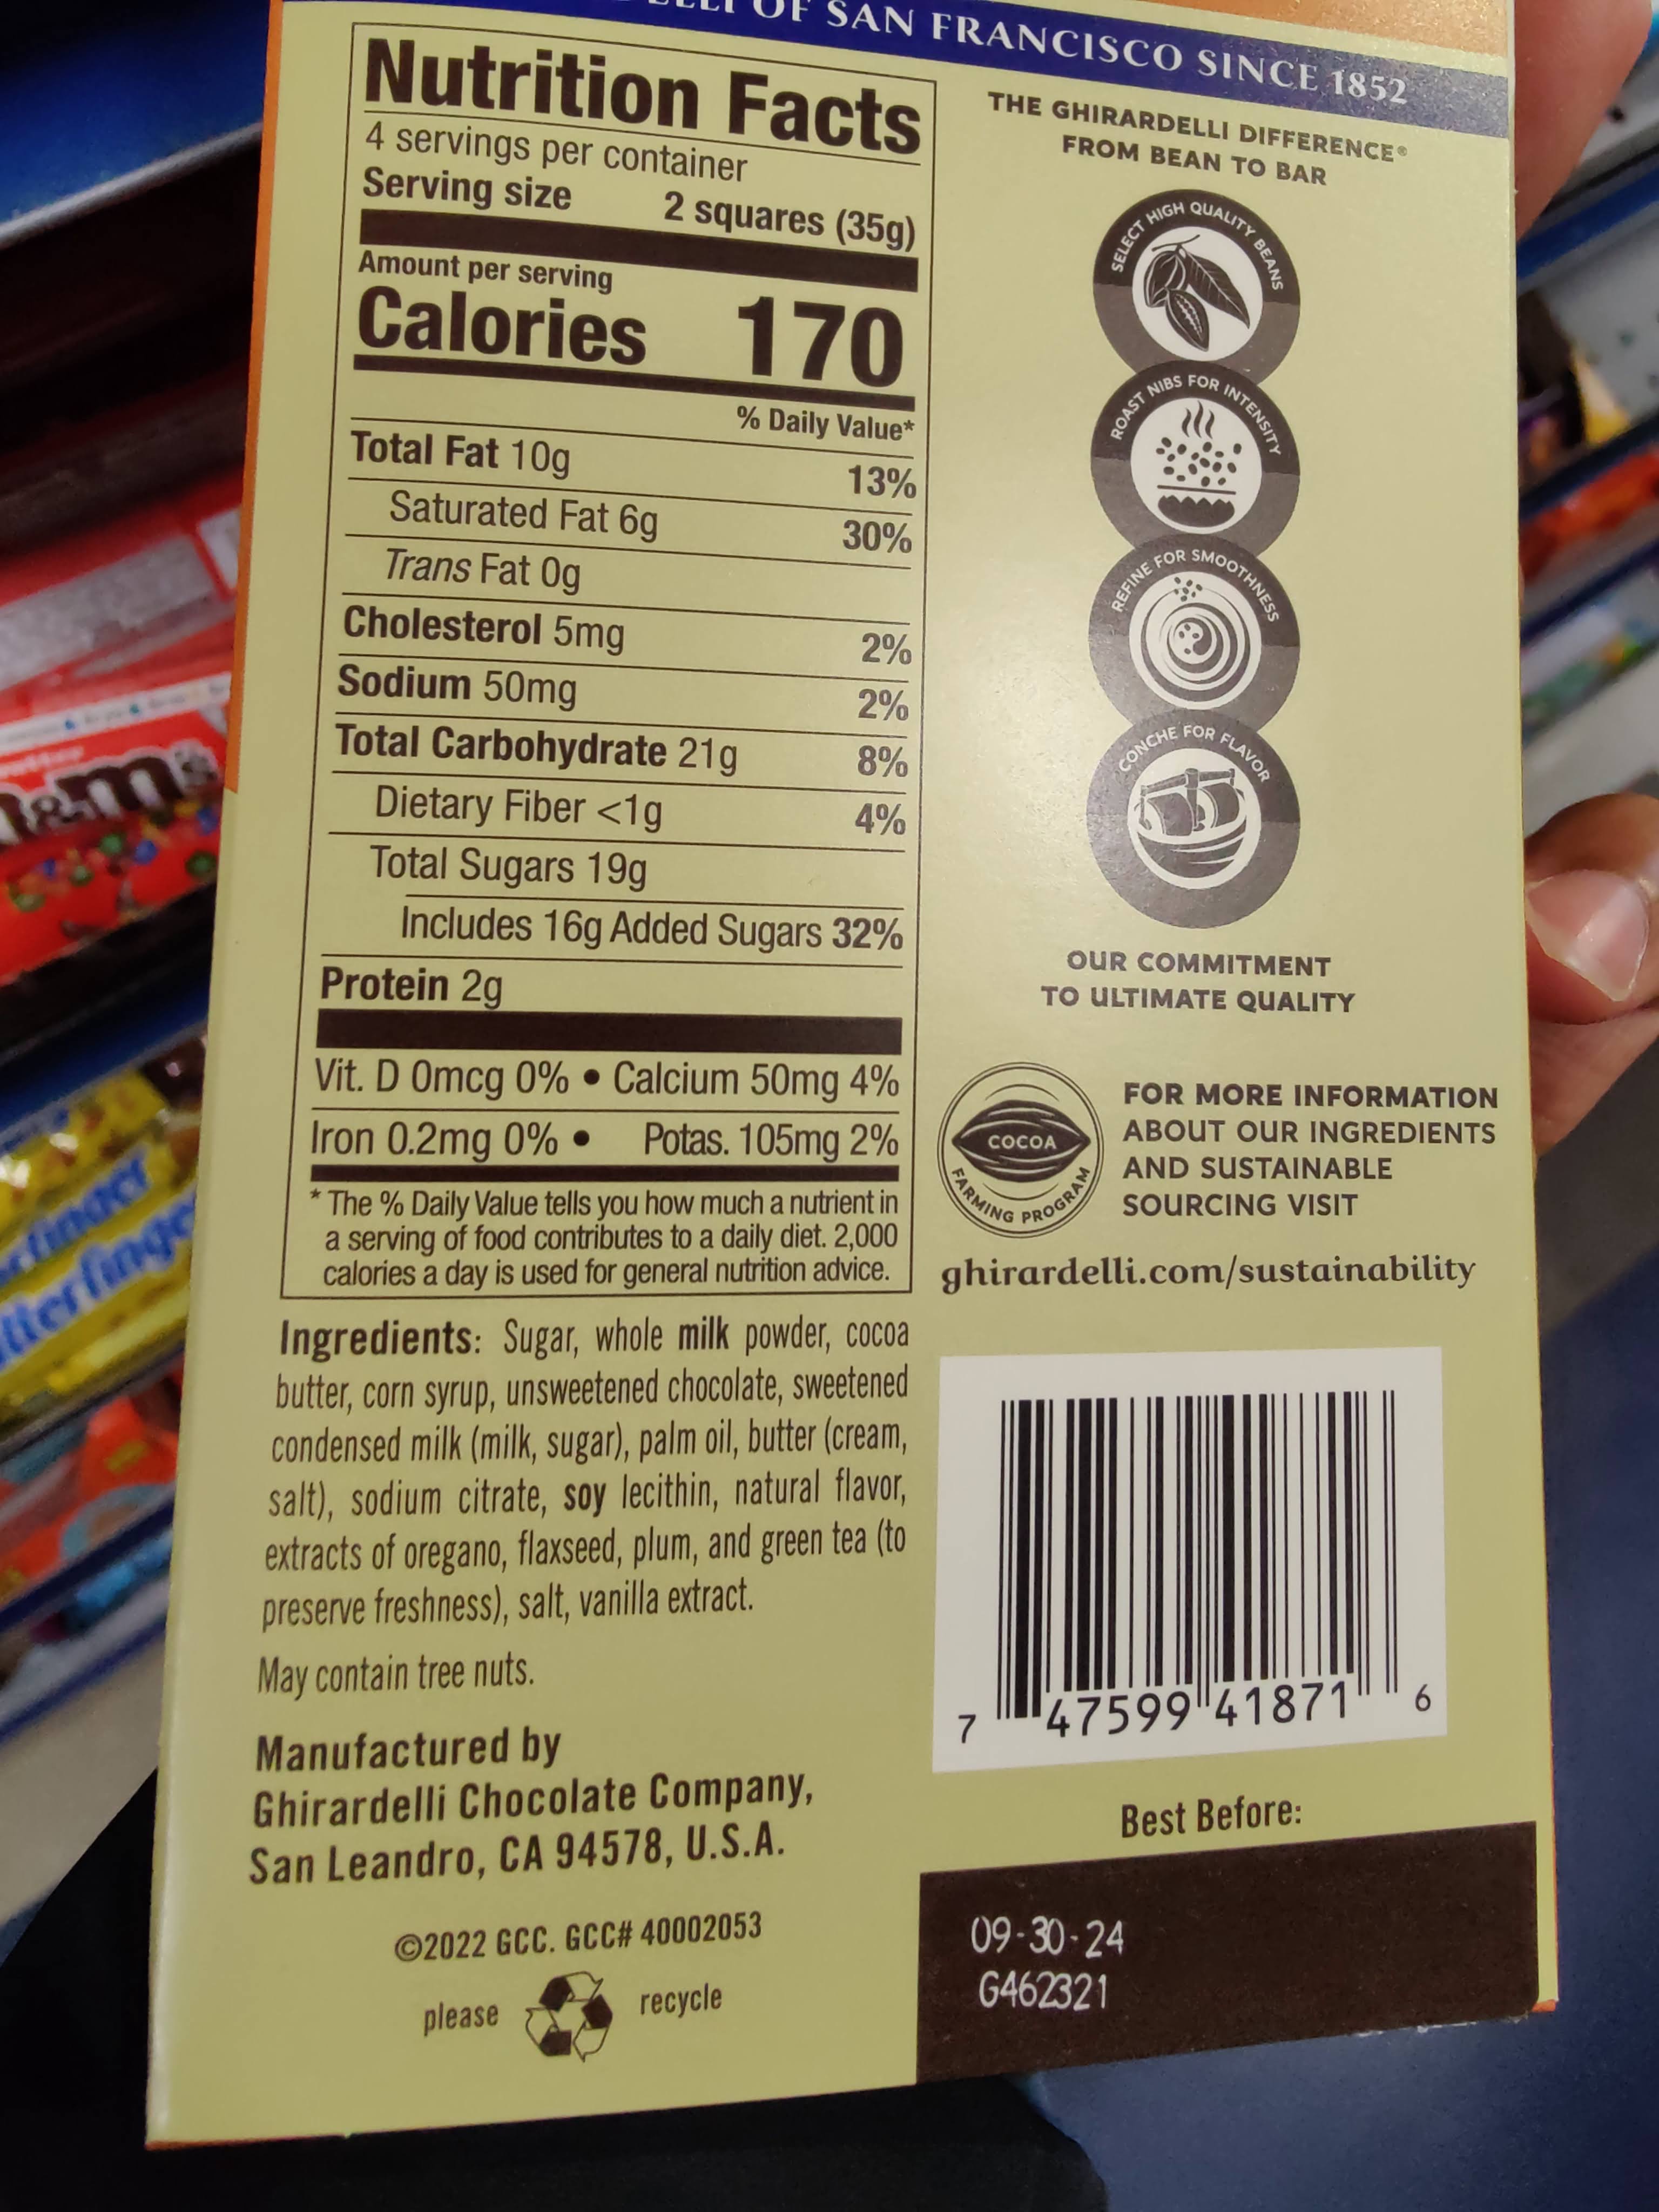 OF SAN FRANCISCO SINCE 1852
Nutrition Facts
4 servings per container
Serving size 2 squares (35g)
Amount per serving
Calories 170
% Daily Value*
Total Fat 10g 13%
Saturated Fat 6g 30%
Trans Fat 0g
Cholesterol 5mg 2%
Sodium 50mg 2%
Total Carbohydrate 21g 8%
Dietary Fiber <1g 4%
Total Sugars 19g
Includes 16g Added Sugars 32%
Protein 2g
Vit. D 0mcg 0% • Calcium 50mg 4%
Iron 0.2mg 0% • Potas. 105mg 2%
* The % Daily Value tells you how much a nutrient in
a serving of food contributes to a daily diet. 2,000
calories a day is used for general nutrition advice.
Ingredients: Sugar, whole milk powder, cocoa
butter, corn syrup, unsweetened chocolate, sweetened
condensed milk (milk, sugar), palm oil, butter (cream,
salt), sodium citrate, soy lecithin, natural flavor,
extracts of oregano, flaxseed, plum, and green tea (to
preserve freshness), salt, vanilla extract.
May contain tree nuts.
Manufactured by
Ghirardelli Chocolate Company,
San Leandro, CA 94578, U.S.A.
©2022 GCC. GCC# 40002053
please recycle
THE GHIRARDELLI DIFFERENCE®
FROM BEAN TO BAR
SELECT HIGH QUALITY BEANS
ROAST NIBS FOR INTENSITY
REFINE FOR SMOOTHNESS
CONCHE FOR FLAVOR
OUR COMMITMENT
TO ULTIMATE QUALITY
COCOA
FARMING PROGRAM
FOR MORE INFORMATION
ABOUT OUR INGREDIENTS
AND SUSTAINABLE
SOURCING VISIT
ghirardelli.com/sustainability
7 47599 41871 6
Best Before:
09-30-24
G462321